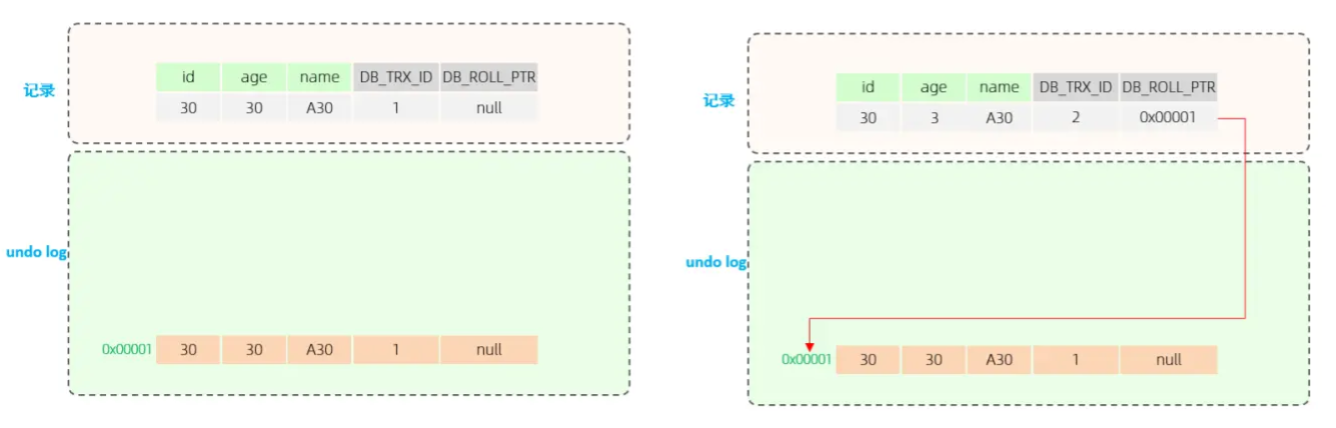 记录
id age name DB_TRX_ID DB_ROLL_PTR
30 30 A30 1 null
undo log
0x00001 30 30 A30 1 null
记录
id age name DB_TRX_ID DB_ROLL_PTR
30 3 A30 2 0x00001
undo log
0x00001 30 30 A30 1 null